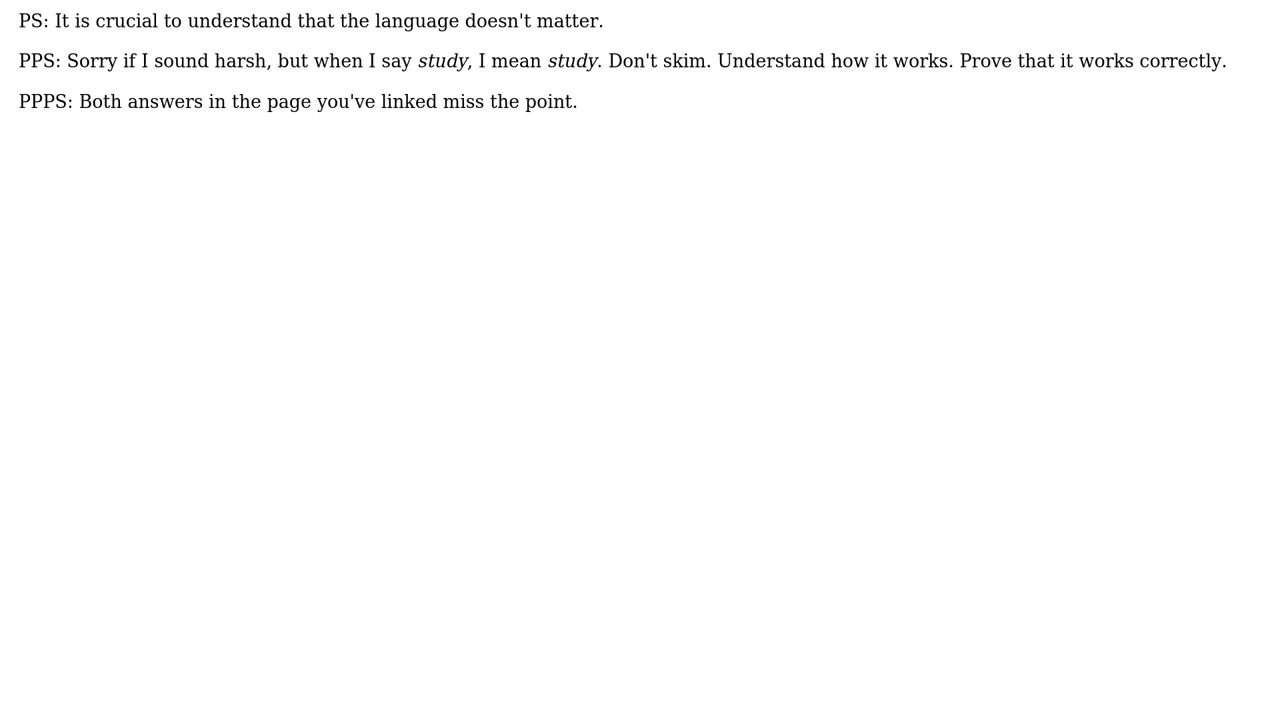 PS: It is crucial to understand that the language doesn't matter.
PPS: Sorry if I sound harsh, but when I say study, I mean study. Don't skim. Understand how it works. Prove that it works correctly.
PPPS: Both answers in the page you've linked miss the point.